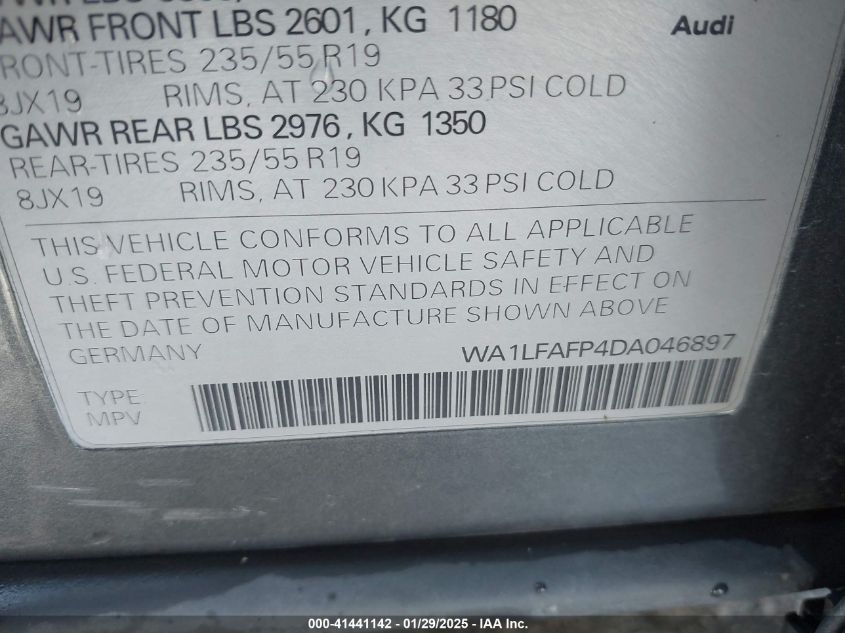 AWR FRONT LBS 2601, KG 1180
Audi
RONT-TIRES 235/55 R19
8JX19 RIMS, AT 230 KPA 33 PSI COLD
GAWR REAR LBS 2976, KG 1350
REAR-TIRES 235/55 R19
8JX19 RIMS, AT 230 KPA 33 PSI COLD
THIS VEHICLE CONFORMS TO ALL APPLICABLE
U.S. FEDERAL MOTOR VEHICLE SAFETY AND
THEFT PREVENTION STANDARDS IN EFFECT ON
THE DATE OF MANUFACTURE SHOWN ABOVE
GERMANY WA1LFAFP4DA046897
TYPE
MPV
000-41441142 / 01/29/2025 - IAA Inc.